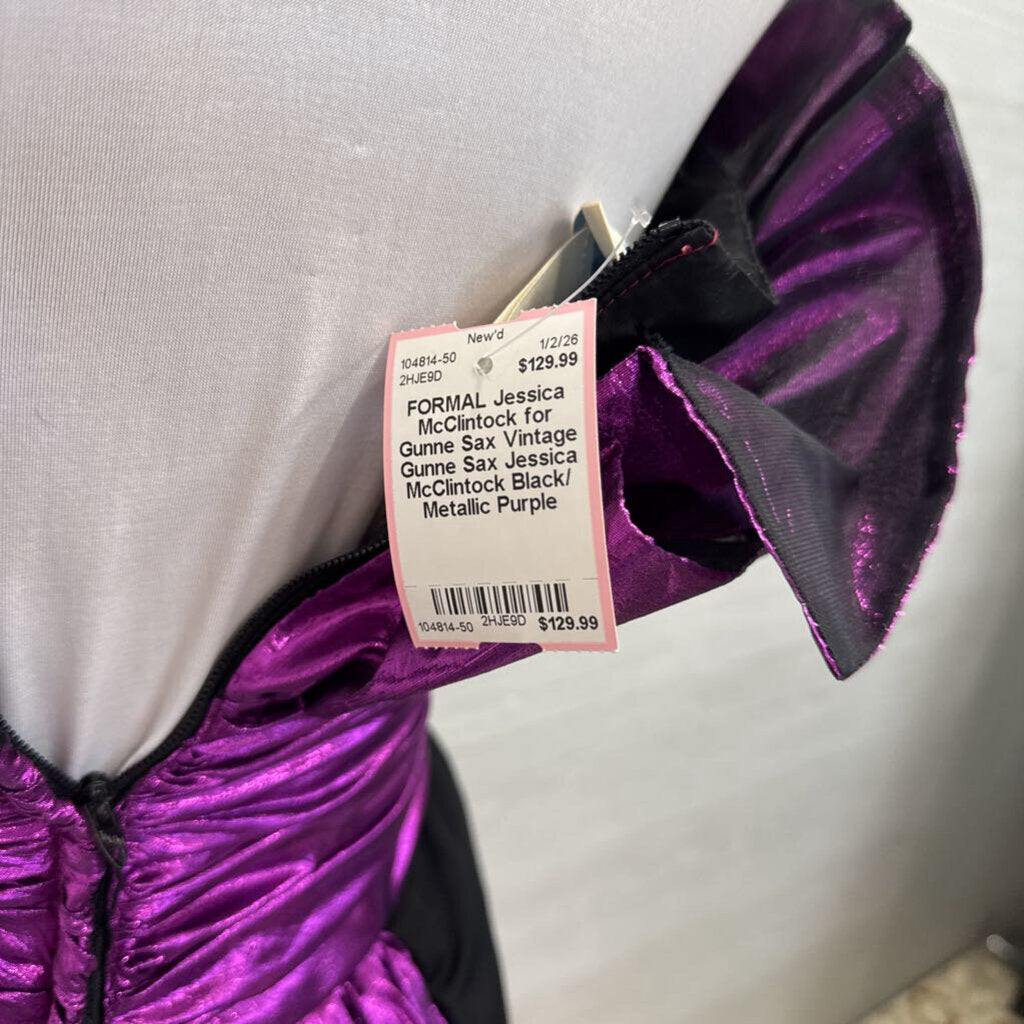 New'd
104814-50 1/2/26
2HJE9D $129.99
FORMAL Jessica
McClintock for
Gunne Sax Vintage
Gunne Sax Jessica
McClintock Black/
Metallic Purple
104814-50 2HJE9D $129.99